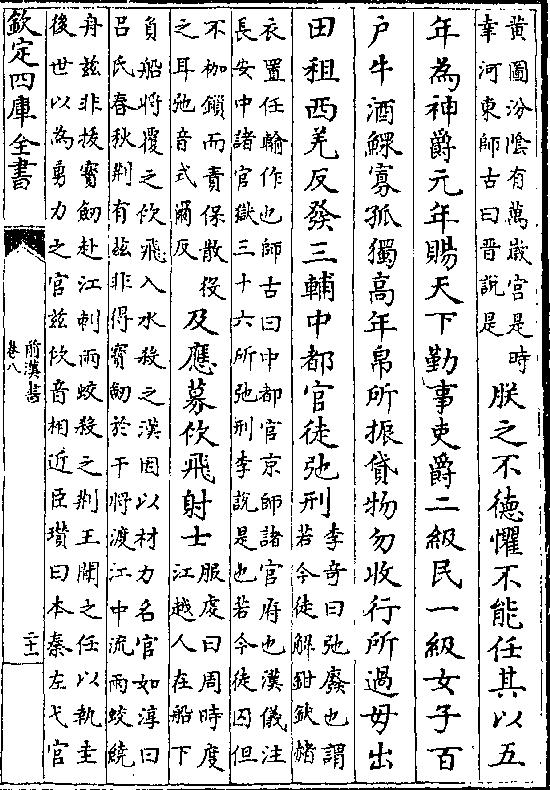 黄圖汾陰有萬嵗宮是時
幸河東師古曰晋説是
朕之不德懼不能任其以五
年為神爵元年賜天下勤事吏爵二級民一級女子百
户牛酒鰥寡孤獨高年帛所振貸物勿收行所過毋出
田租西羌反發三輔中都官徒弛刑
李竒曰弛廢也謂
若今徒解鉗釱赭
衣置任輸作也師古曰中都官京師諸官府也漢儀注
長安中諸官獄三十六所弛刑李説是也若今徒囚但
不枷鎖而責保散役
之耳弛音式爾反
及應募佽飛射士
服䖍曰周時度
江越人在船下
負船將覆之佽飛入水殺之漢因以材力名官如淳曰
吕氏春秋荆有兹非得寶劒於干將渡江中流兩蛟繞
舟兹非拔寳劒赴江刺兩蛟殺之荆王聞之任以執圭
後世以為勇力之官兹佽音相近臣瓚曰本秦左弋官
欽定四庫全書
前漢書
卷八
二十一